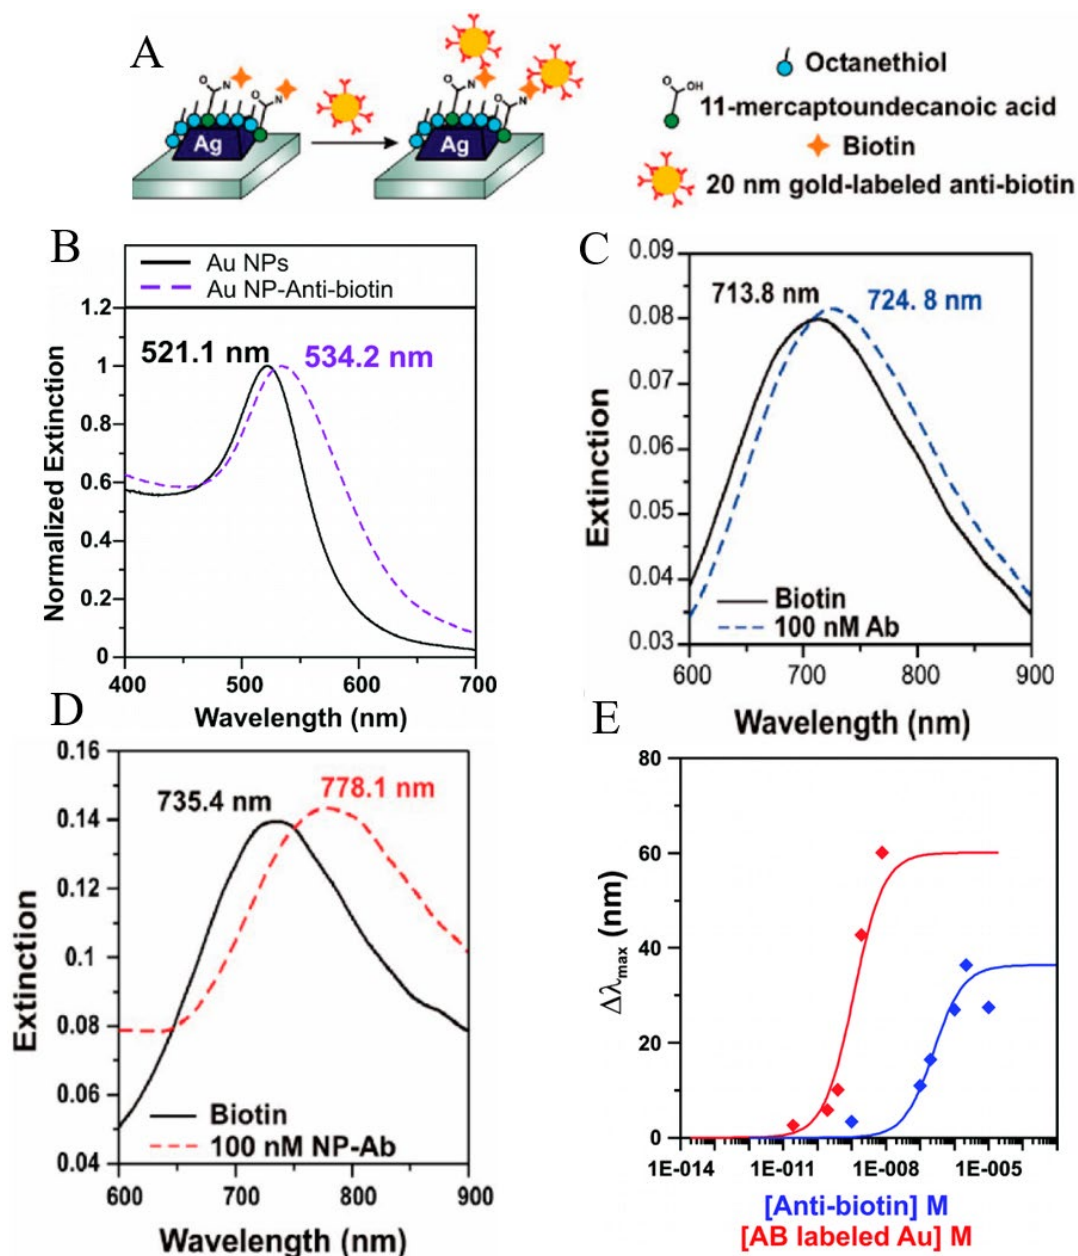 A
O
N
O
N
Ag
O
N
O
N
Ag
Octanethiol
O
OH
11-mercaptoundecanoic acid
Biotin
20 nm gold-labeled anti-biotin
B
Au NPs
Au NP-Anti-biotin
521.1 nm
534.2 nm
1.2
1
0.8
0.6
0.4
0.2
0
400
500
600
700
Normalized Extinction
Wavelength (nm)
C
713.8 nm
724. 8 nm
0.09
0.08
0.07
0.06
0.05
0.04
0.03
600
700
800
900
Biotin
100 nM Ab
Extinction
Wavelength (nm)
D
735.4 nm
778.1 nm
0.16
0.14
0.12
0.1
0.08
0.06
0.04
600
700
800
900
Biotin
100 nM NP-Ab
Extinction
Wavelength (nm)
E
80
60
40
20
0
1E-014
1E-011
1E-008
1E-005
Δλmax (nm)
[Anti-biotin] M
[AB labeled Au] M